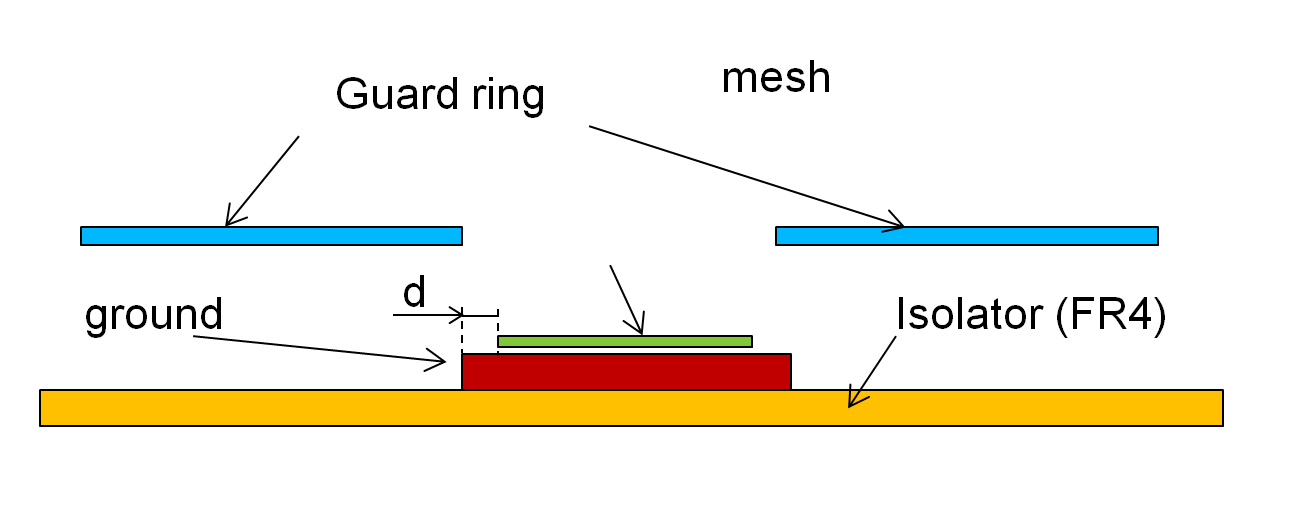 mesh
Guard ring
d
ground
Isolator (FR4)